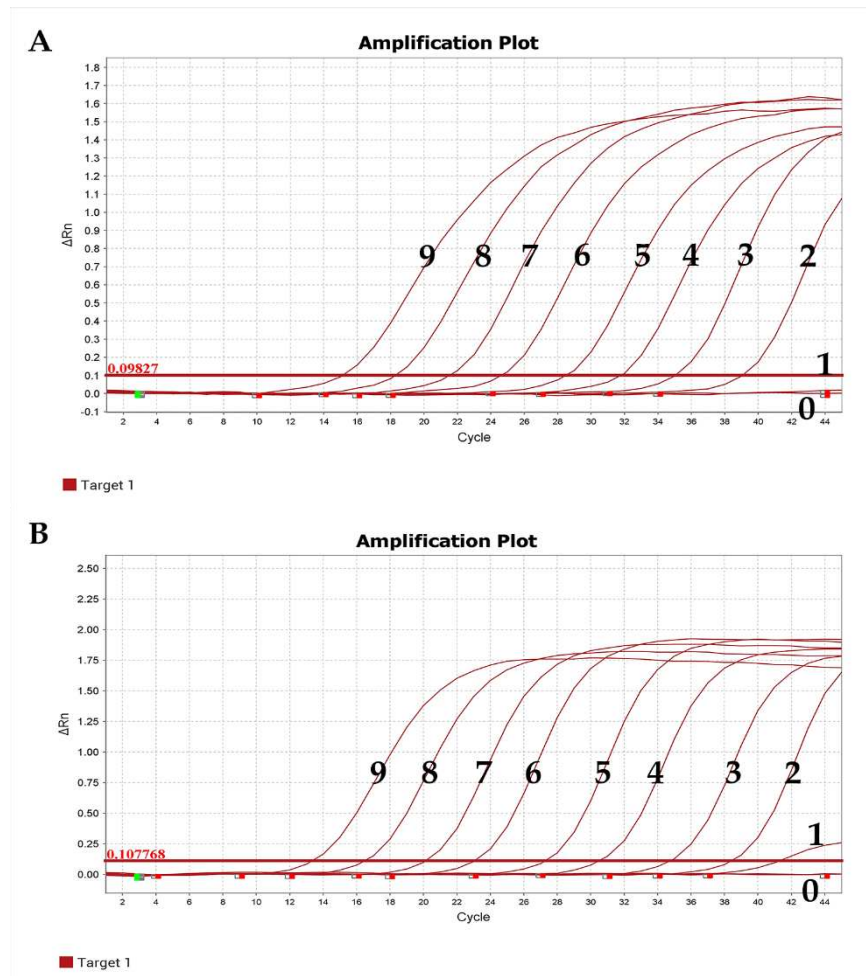 A
Amplification Plot
1.8
1.7
1.6
1.5
1.4
1.3
1.2
1.1
1.0
0.9
0.8
0.7
0.6
0.5
0.4
0.3
0.2
0.1
0.0
-0.1
ΔRn
9 8 7 6 5 4 3 2
0.09827
1
0
2 4 6 8 10 12 14 16 18 20 22 24 26 28 30 32 34 36 38 40 42 44
Cycle
Target 1
B
Amplification Plot
2.50
2.25
2.00
1.75
1.50
1.25
1.00
0.75
0.50
0.25
0.00
ΔRn
9 8 7 6 5 4 3 2
1
0.107768
0
2 4 6 8 10 12 14 16 18 20 22 24 26 28 30 32 34 36 38 40 42 44
Cycle
Target 1